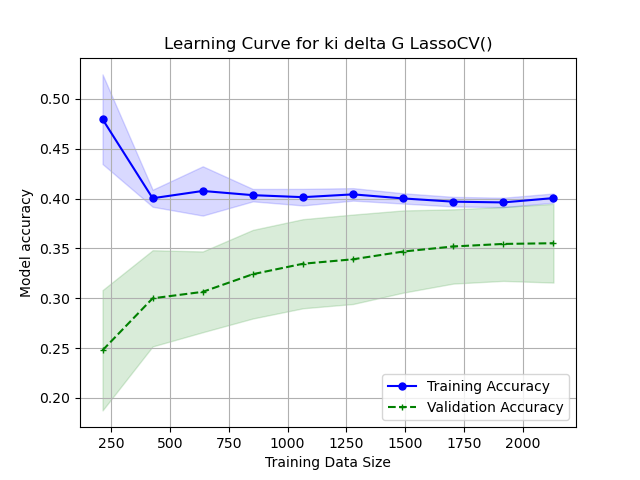 Learning Curve for ki delta G LassoCV()
Model accuracy
0.50
0.45
0.40
0.35
0.30
0.25
0.20
Training Accuracy
Validation Accuracy
250 500 750 1000 1250 1500 1750 2000
Training Data Size